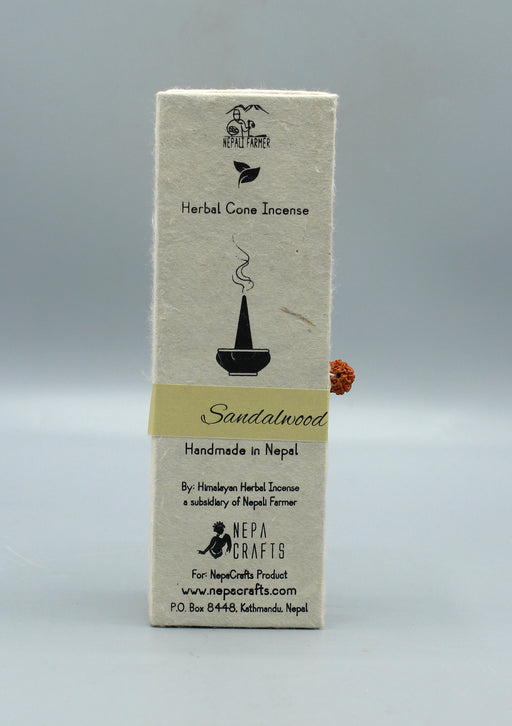 NEPALI FARMER
Herbal Cone Incense
Sandalwood
Handmade in Nepal
By: Himalayan Herbal Incense
a subsidiary of Nepali Farmer
NEPA
CRAFTS
For: NepaCrafts Product
www.nepacrafts.com
P.O. Box 8448, Kathmandu, Nepal